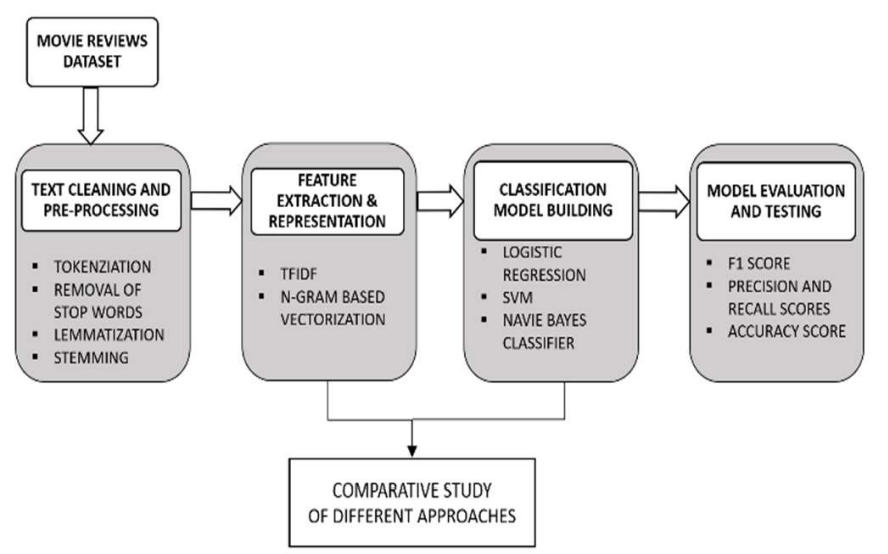 MOVIE REVIEWS
DATASET
TEXT CLEANING AND
PRE-PROCESSING
▪ TOKENZIATION
▪ REMOVAL OF
STOP WORDS
▪ LEMMATIZATION
▪ STEMMING
FEATURE
EXTRACTION &
REPRESENTATION
▪ TFIDF
▪ N-GRAM BASED
VECTORIZATION
CLASSIFICATION
MODEL BUILDING
▪ LOGISTIC
REGRESSION
▪ SVM
▪ NAVIE BAYES
CLASSIFIER
MODEL EVALUATION
AND TESTING
▪ F1 SCORE
▪ PRECISION AND
RECALL SCORES
▪ ACCURACY SCORE
COMPARATIVE STUDY
OF DIFFERENT APPROACHES